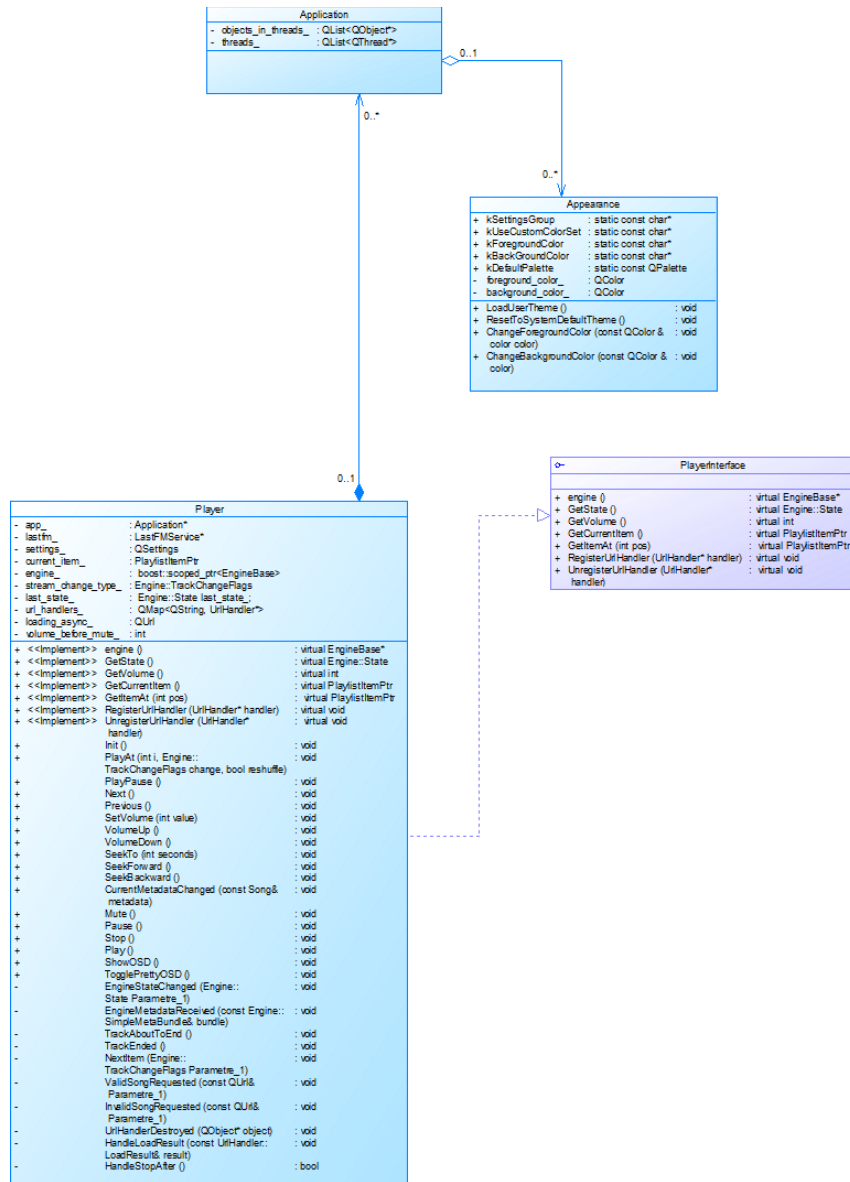 Application
- objects_in_threads_ : QList<QObject*>
- threads_ : QList<QThread*>
0..1
0..*
0..*
Appearance
+ kSettingsGroup : static const char*
+ kUseCustomColorSet : static const char*
+ kForegroundColor : static const char*
+ kBackGroundColor : static const char*
+ kDefaultPalette : static const QPalette
- foreground_color_ : QColor
- background_color_ : QColor
+ LoadUserTheme () : void
+ ResetToSystemDefaultTheme () : void
+ ChangeForegroundColor (const QColor & : void
color color)
+ ChangeBackgroundColor (const QColor & : void
color)
0..1
PlayerInterface
+ engine () : virtual EngineBase*
+ GetState () : virtual Engine::State
+ GetVolume () : virtual int
+ GetCurrentItem () : virtual PlaylistItemPtr
+ GetItemAt (int pos) : virtual PlaylistItemPtr
+ RegisterUrlHandler (UrlHandler* handler) : virtual void
+ UnregisterUrlHandler (UrlHandler* : virtual void
handler)
Player
- app_ : Application*
- lastfm_ : LastFMService*
- settings_ : QSettings
- current_item_ : PlaylistItemPtr
- engine_ : boost::scoped_ptr<EngineBase>
- stream_change_type_ : Engine::TrackChangeFlags
- last_state_ : Engine::State last_state_;
- url_handlers_ : QMap<QString, UrlHandler*>
- loading_async_ : QUrl
- volume_before_mute_ : int
+ <<Implement>> engine () : virtual EngineBase*
+ <<Implement>> GetState () : virtual Engine::State
+ <<Implement>> GetVolume () : virtual int
+ <<Implement>> GetCurrentItem () : virtual PlaylistItemPtr
+ <<Implement>> GetItemAt (int pos) : virtual PlaylistItemPtr
+ <<Implement>> RegisterUrlHandler (UrlHandler* handler) : virtual void
+ <<Implement>> UnregisterUrlHandler (UrlHandler* : virtual void
handler)
+ Init () : void
+ PlayAt (int i, Engine:: : void
TrackChangeFlags change, bool reshuffle)
+ PlayPause () : void
+ Next () : void
+ Previous () : void
+ SetVolume (int value) : void
+ VolumeUp () : void
+ VolumeDown () : void
+ SeekTo (int seconds) : void
+ SeekForward () : void
+ SeekBackward () : void
+ CurrentMetadataChanged (const Song& : void
metadata)
+ Mute () : void
+ Pause () : void
+ Stop () : void
+ Play () : void
+ ShowOSD () : void
+ TogglePrettyOSD () : void
- EngineStateChanged (Engine:: : void
State Parametre_1)
- EngineMetadataReceived (const Engine:: : void
SimpleMetaBundle& bundle)
- TrackAboutToEnd () : void
- TrackEnded () : void
- NextItem (Engine:: : void
TrackChangeFlags Parametre_1)
- ValidSongRequested (const QUrl& : void
Parametre_1)
- InvalidSongRequested (const QUrl& : void
Parametre_1)
- UrlHandlerDestroyed (QObject* object) : void
- HandleLoadResult (const UrlHandler:: : void
LoadResult& result)
- HandleStopAfter () : bool